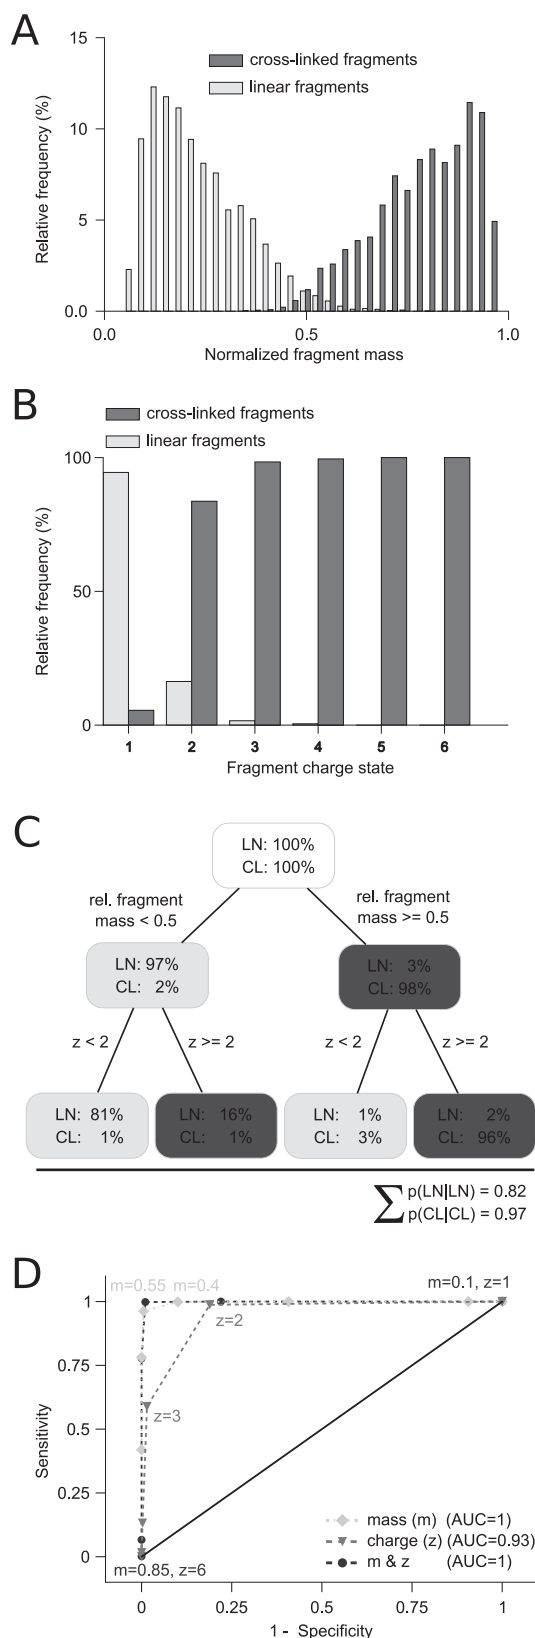 A
15
cross-linked fragments
linear fragments
10
5
0.0
Relative frequency (%)
0.0
0.5
1.0
Normalized fragment mass
B
cross-linked fragments
linear fragments
100
50
0
Relative frequency (%)
1
2
3
4
5
6
Fragment charge state
C
LN: 100%
CL: 100%
rel. fragment
mass < 0.5
rel. fragment
mass >= 0.5
LN: 97%
CL: 2%
LN: 3%
CL: 98%
z < 2
z >= 2
z < 2
z >= 2
LN: 81%
CL: 1%
LN: 16%
CL: 1%
LN: 1%
CL: 3%
LN: 2%
CL: 96%
∑ p(LN|LN) = 0.82
p(CL|CL) = 0.97
D
m=0.55 m=0.4
m=0.1, z=1
1
z=2
0.75
z=3
0.5
0.25
0
Sensitivity
mass (m) (AUC=1)
charge (z) (AUC=0.93)
m & z (AUC=1)
m=0.85, z=6
0
0.25
0.5
0.75
1
1 - Specificity